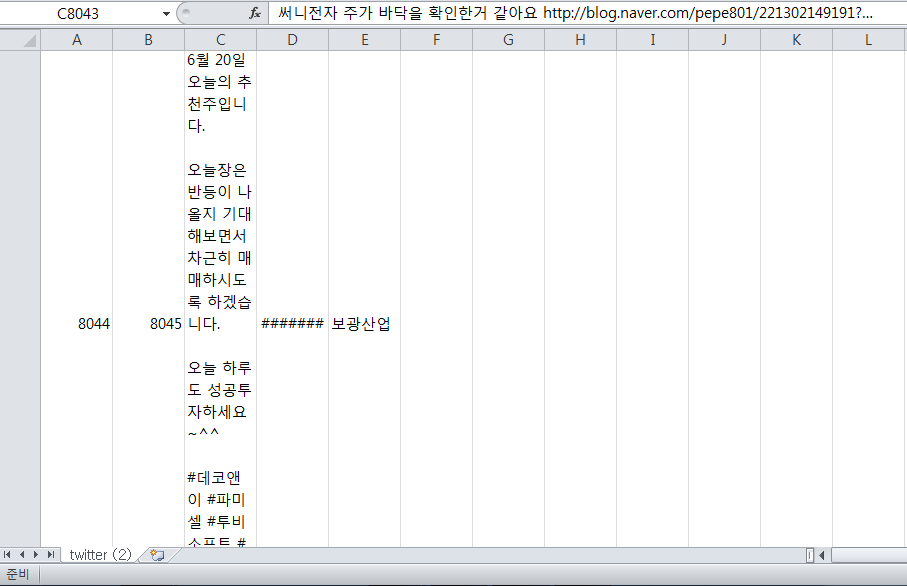 C8043 fx 써니전자 주가 바닥을 확인한거 같아요 http://blog.naver.com/pepe801/221302149191?...
A B C D E F G H I J K L
6월 20일
오늘의 추
천주입니
다.
오늘장은
반등이 나
올지 기대
해보면서
차근히 매
매하시도
록 하겠습
8044 8045 니다. ####### 보광산업
오늘 하루
도 성공투
자하세요
~^^
#데코앤
이 #파미
셀 #투비
소프트 #
twitter (2)
준비